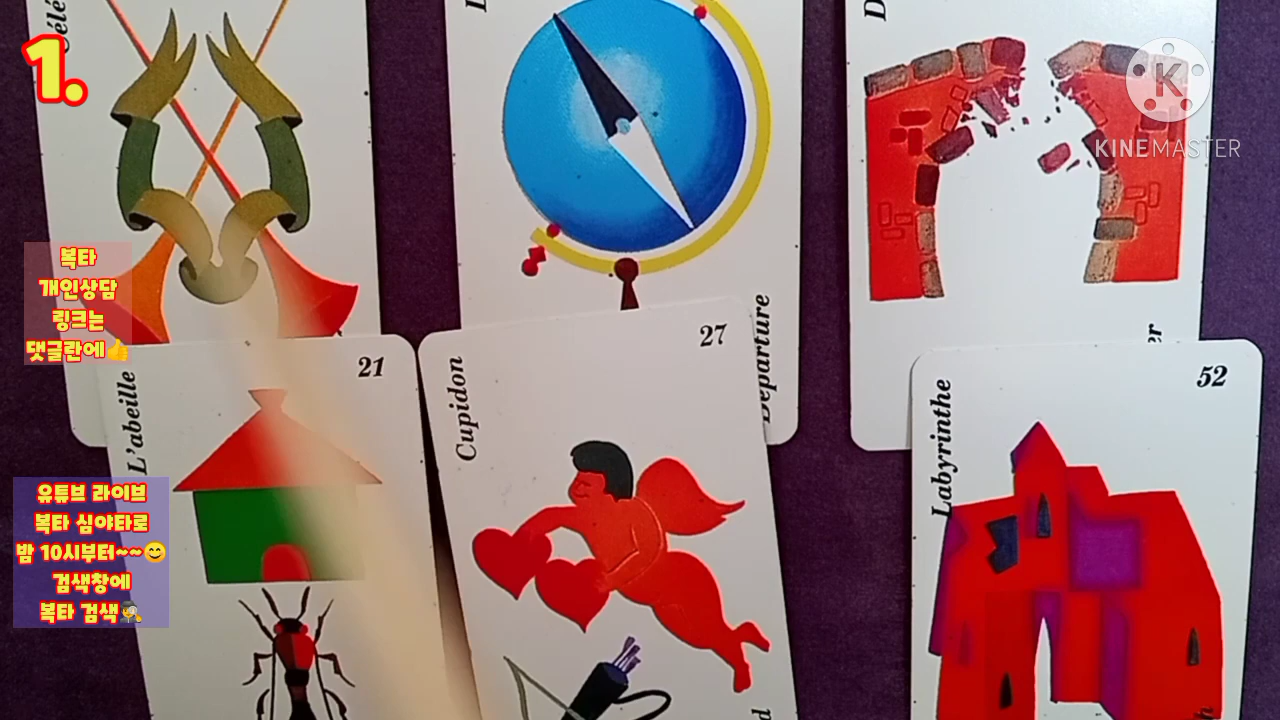 1.
KINEMASTER
복타
개인상담
링크는
댓글란에👍
Departure
21
L'abeille
27
Cupidon
52
Labyrinthe
유튜브 라이브
복타 심야타로
밤 10시부터~~😊
검색창에
복타 검색🕵️